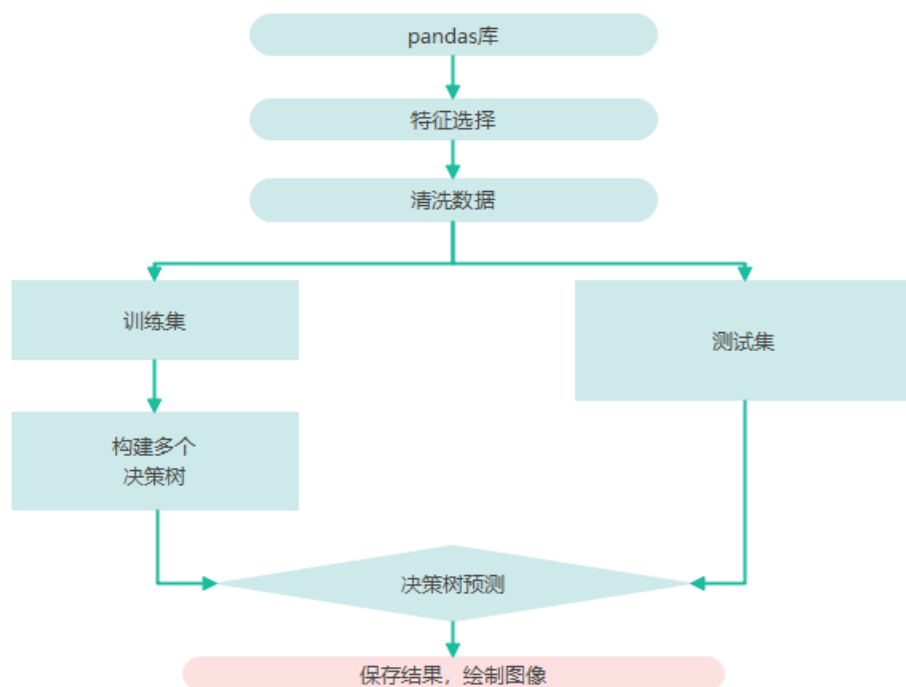 pandas库
特征选择
清洗数据
训练集
测试集
构建多个
决策树
决策树预测
保存结果，绘制图像